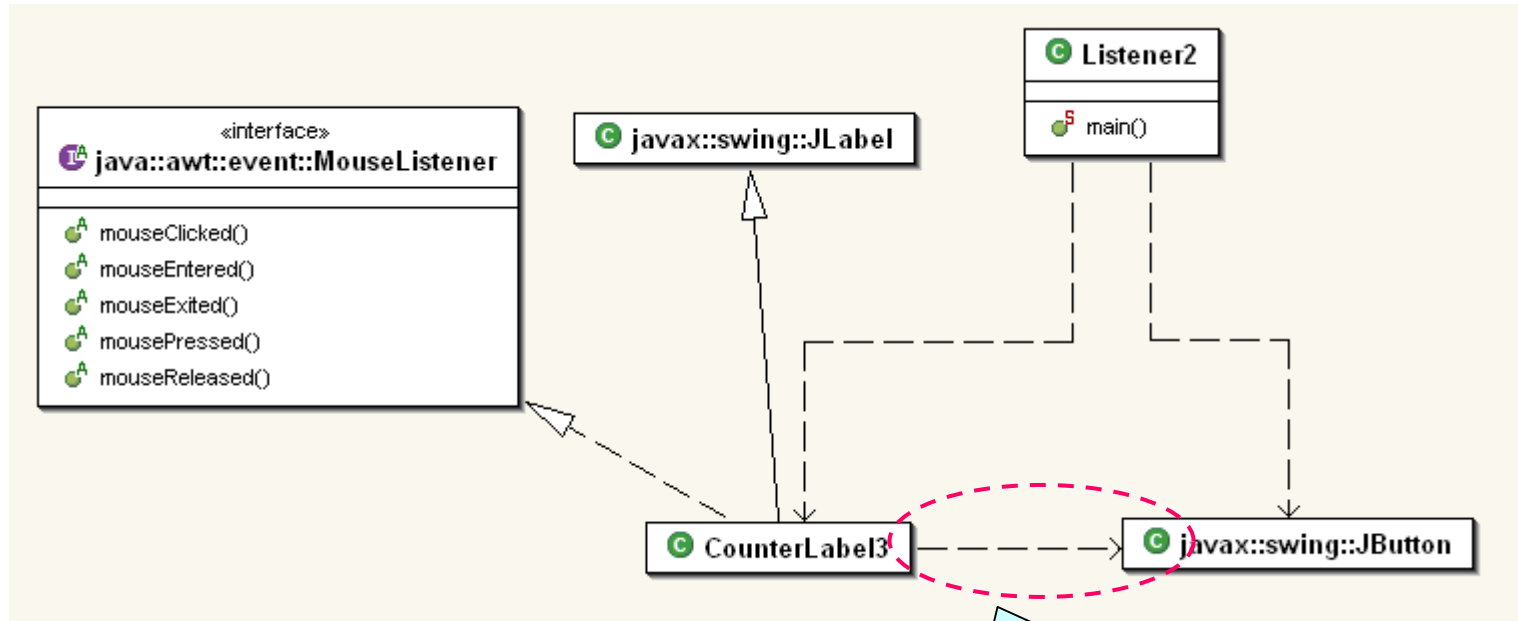 «interface»
java::awt::event::MouseListener
mouseClicked()
mouseEntered()
mouseExited()
mousePressed()
mouseReleased()
javax::swing::JLabel
Listener2
main()
CounterLabel3
javax::swing::JButton